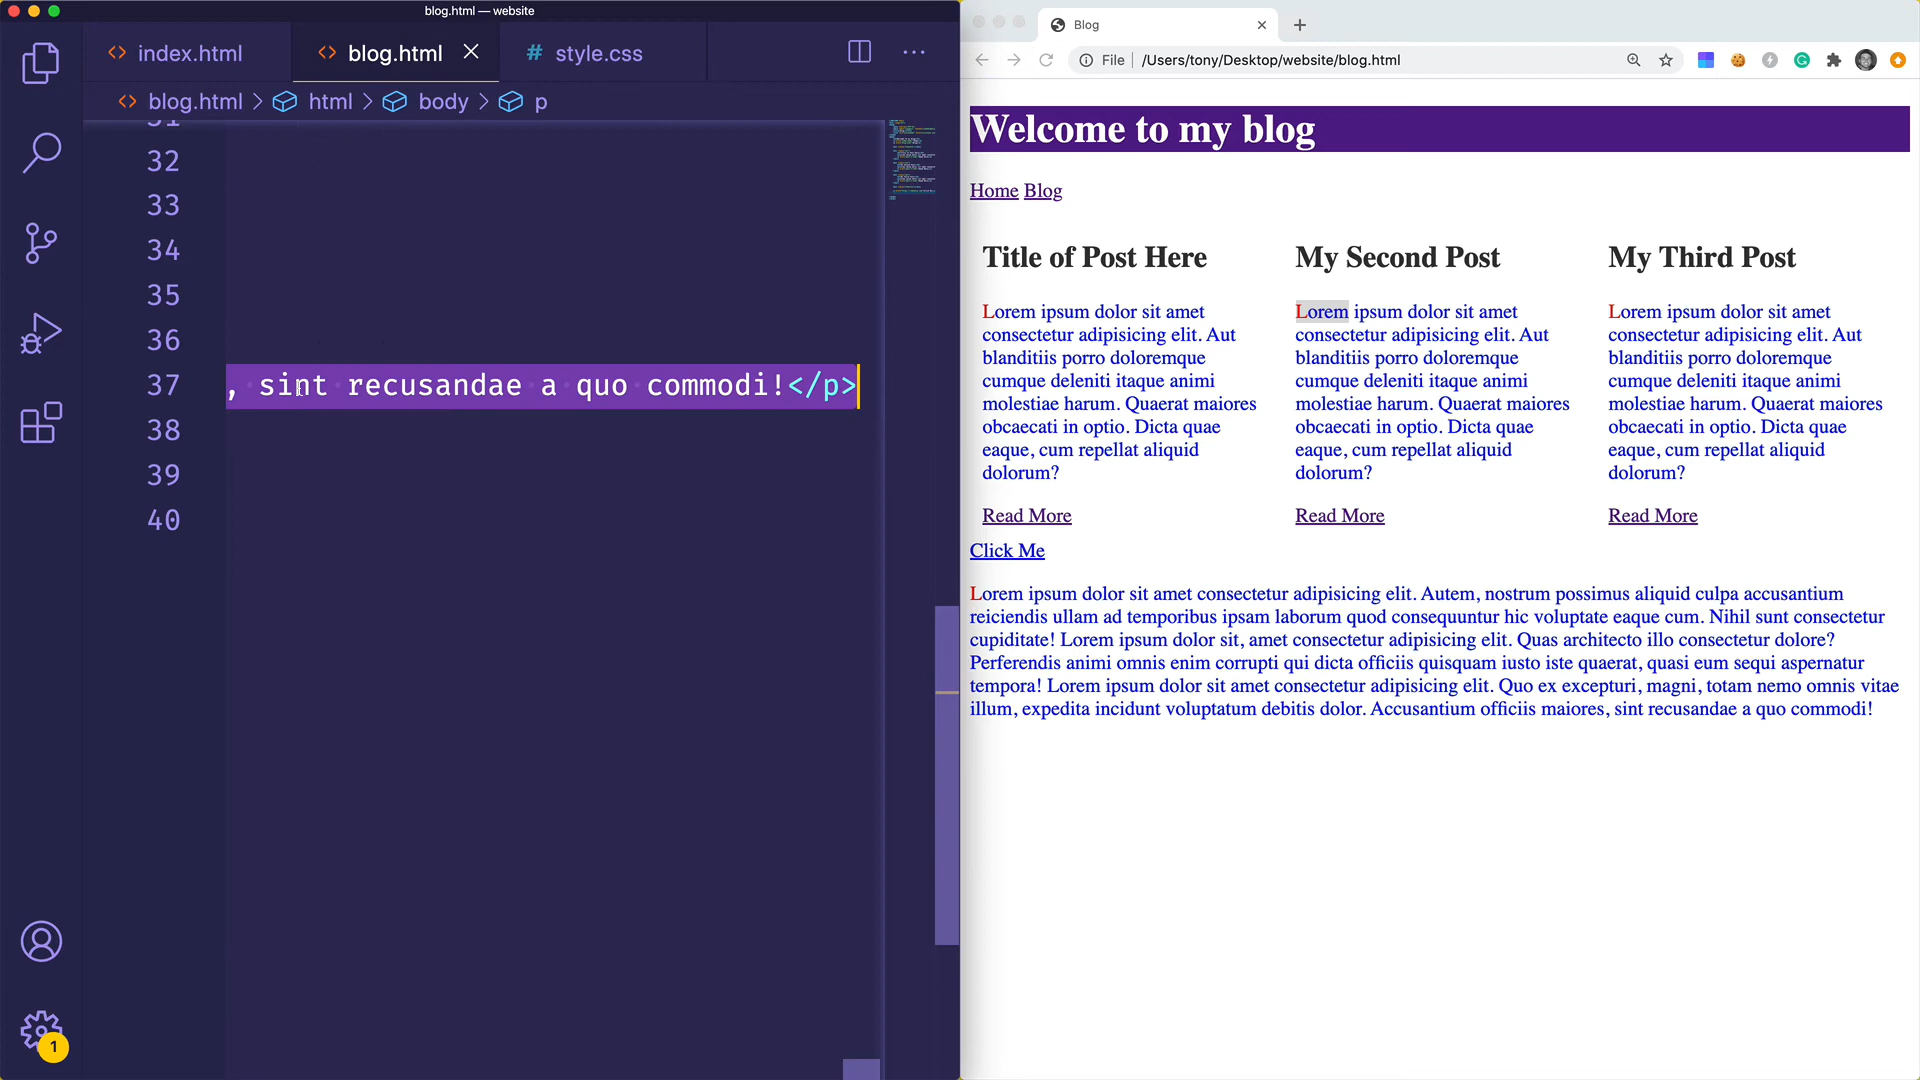 blog.html — website
index.html
blog.html
style.css
blog.html > html > body > p
31
32
33
34
35
36
37
, sint recusandae a quo commodi!</p>
38
39
40
1
Blog
File
/Users/tony/Desktop/website/blog.html
Welcome to my blog
Home Blog
Title of Post Here
Lorem ipsum dolor sit amet
consectetur adipisicing elit. Aut
blanditiis porro doloremque
cumque deleniti itaque animi
molestiae harum. Quaerat maiores
obcaecati in optio. Dicta quae
eaque, cum repellat aliquid
dolorum?
Read More
My Second Post
Lorem ipsum dolor sit amet
consectetur adipisicing elit. Aut
blanditiis porro doloremque
cumque deleniti itaque animi
molestiae harum. Quaerat maiores
obcaecati in optio. Dicta quae
eaque, cum repellat aliquid
dolorum?
Read More
My Third Post
Lorem ipsum dolor sit amet
consectetur adipisicing elit. Aut
blanditiis porro doloremque
cumque deleniti itaque animi
molestiae harum. Quaerat maiores
obcaecati in optio. Dicta quae
eaque, cum repellat aliquid
dolorum?
Read More
Click Me
Lorem ipsum dolor sit amet consectetur adipisicing elit. Autem, nostrum possimus aliquid culpa accusantium
reiciendis ullam ad temporibus ipsam laborum quod consequuntur hic voluptate eaque cum. Nihil sunt consectetur
cupiditate! Lorem ipsum dolor sit, amet consectetur adipisicing elit. Quas architecto illo consectetur dolore?
Perferendis animi omnis enim corrupti qui dicta officiis quisquam iusto iste quaerat, quasi eum sequi aspernatur
tempora! Lorem ipsum dolor sit amet consectetur adipisicing elit. Quo ex excepturi, magni, totam nemo omnis vitae
illum, expedita incidunt voluptatum debitis dolor. Accusantium officiis maiores, sint recusandae a quo commodi!